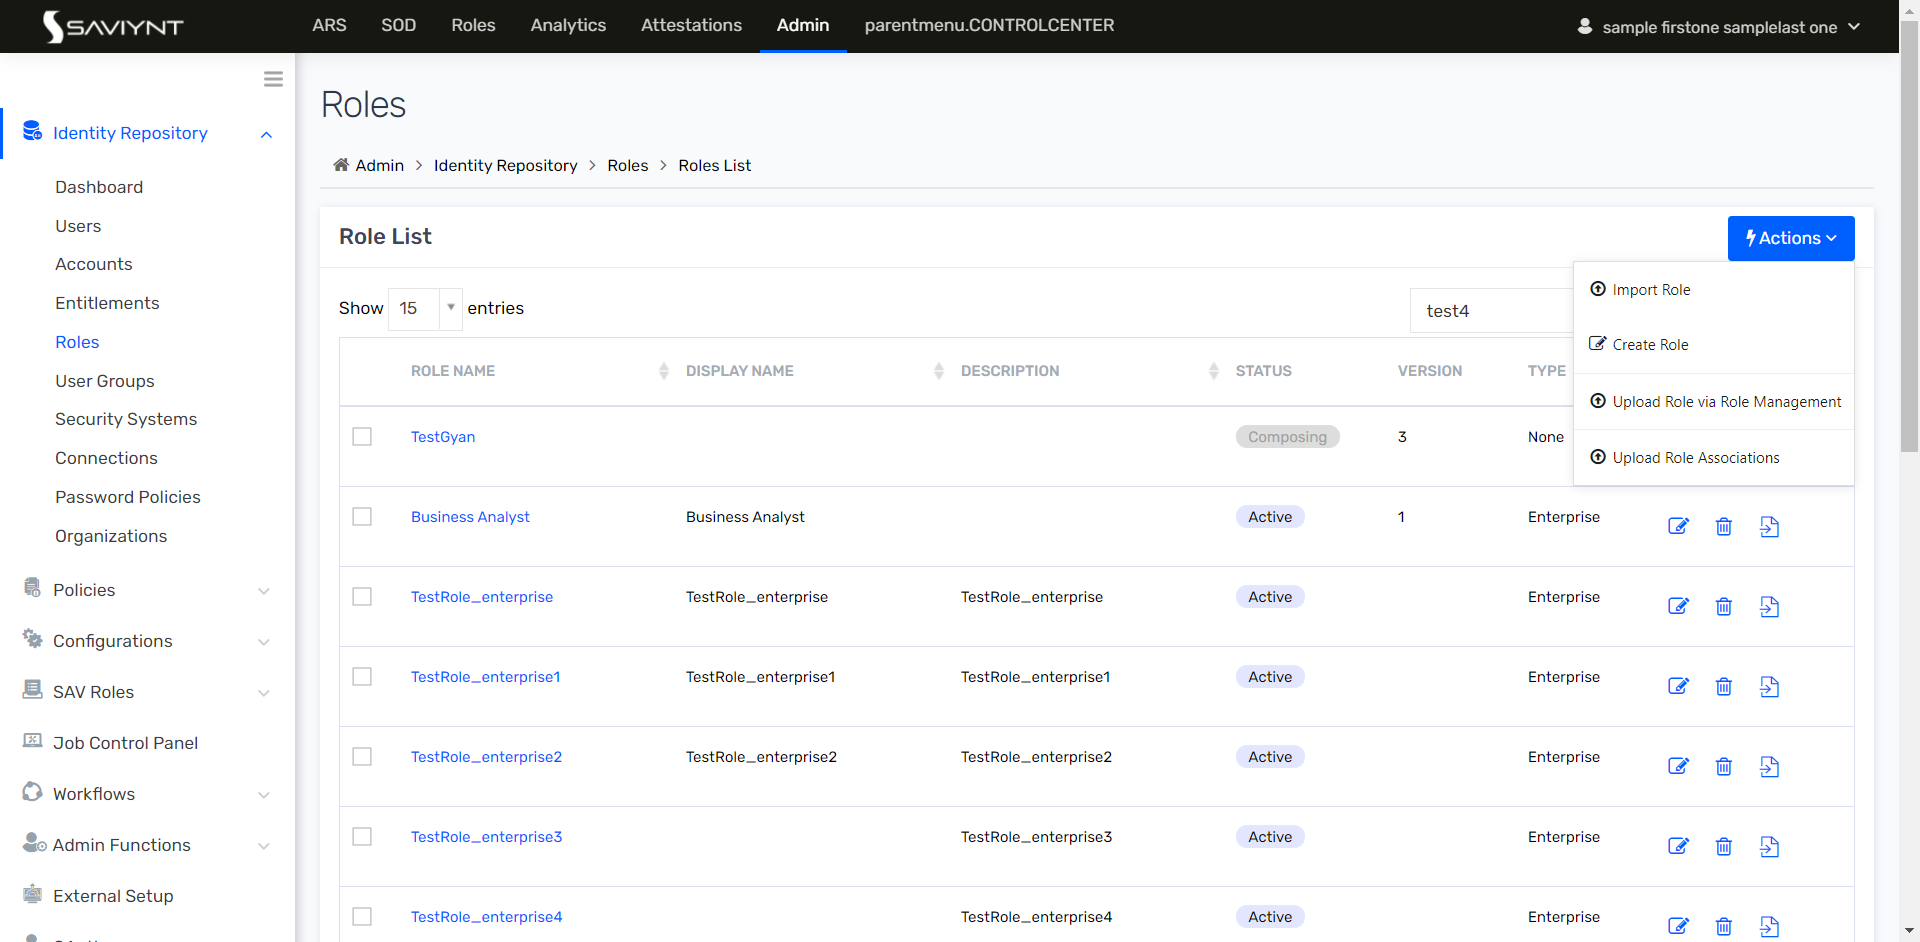 SAVIYNT
ARS
SOD
Roles
Analytics
Attestations
Admin
parentmenu.CONTROLCENTER
sample firstone samplelast one
Identity Repository
Dashboard
Users
Accounts
Entitlements
Roles
User Groups
Security Systems
Connections
Password Policies
Organizations
Policies
Configurations
SAV Roles
Job Control Panel
Workflows
Admin Functions
External Setup
Roles
Admin > Identity Repository > Roles > Roles List
Role List
Actions
Import Role
Create Role
Upload Role via Role Management
Upload Role Associations
Show 15 entries
test4
ROLE NAME DISPLAY NAME DESCRIPTION STATUS VERSION TYPE
TestGyan Composing 3 None
Business Analyst Business Analyst Active 1 Enterprise
TestRole_enterprise TestRole_enterprise TestRole_enterprise Active Enterprise
TestRole_enterprise1 TestRole_enterprise1 TestRole_enterprise1 Active Enterprise
TestRole_enterprise2 TestRole_enterprise2 TestRole_enterprise2 Active Enterprise
TestRole_enterprise3 TestRole_enterprise3 Active Enterprise
TestRole_enterprise4 TestRole_enterprise4 Active Enterprise